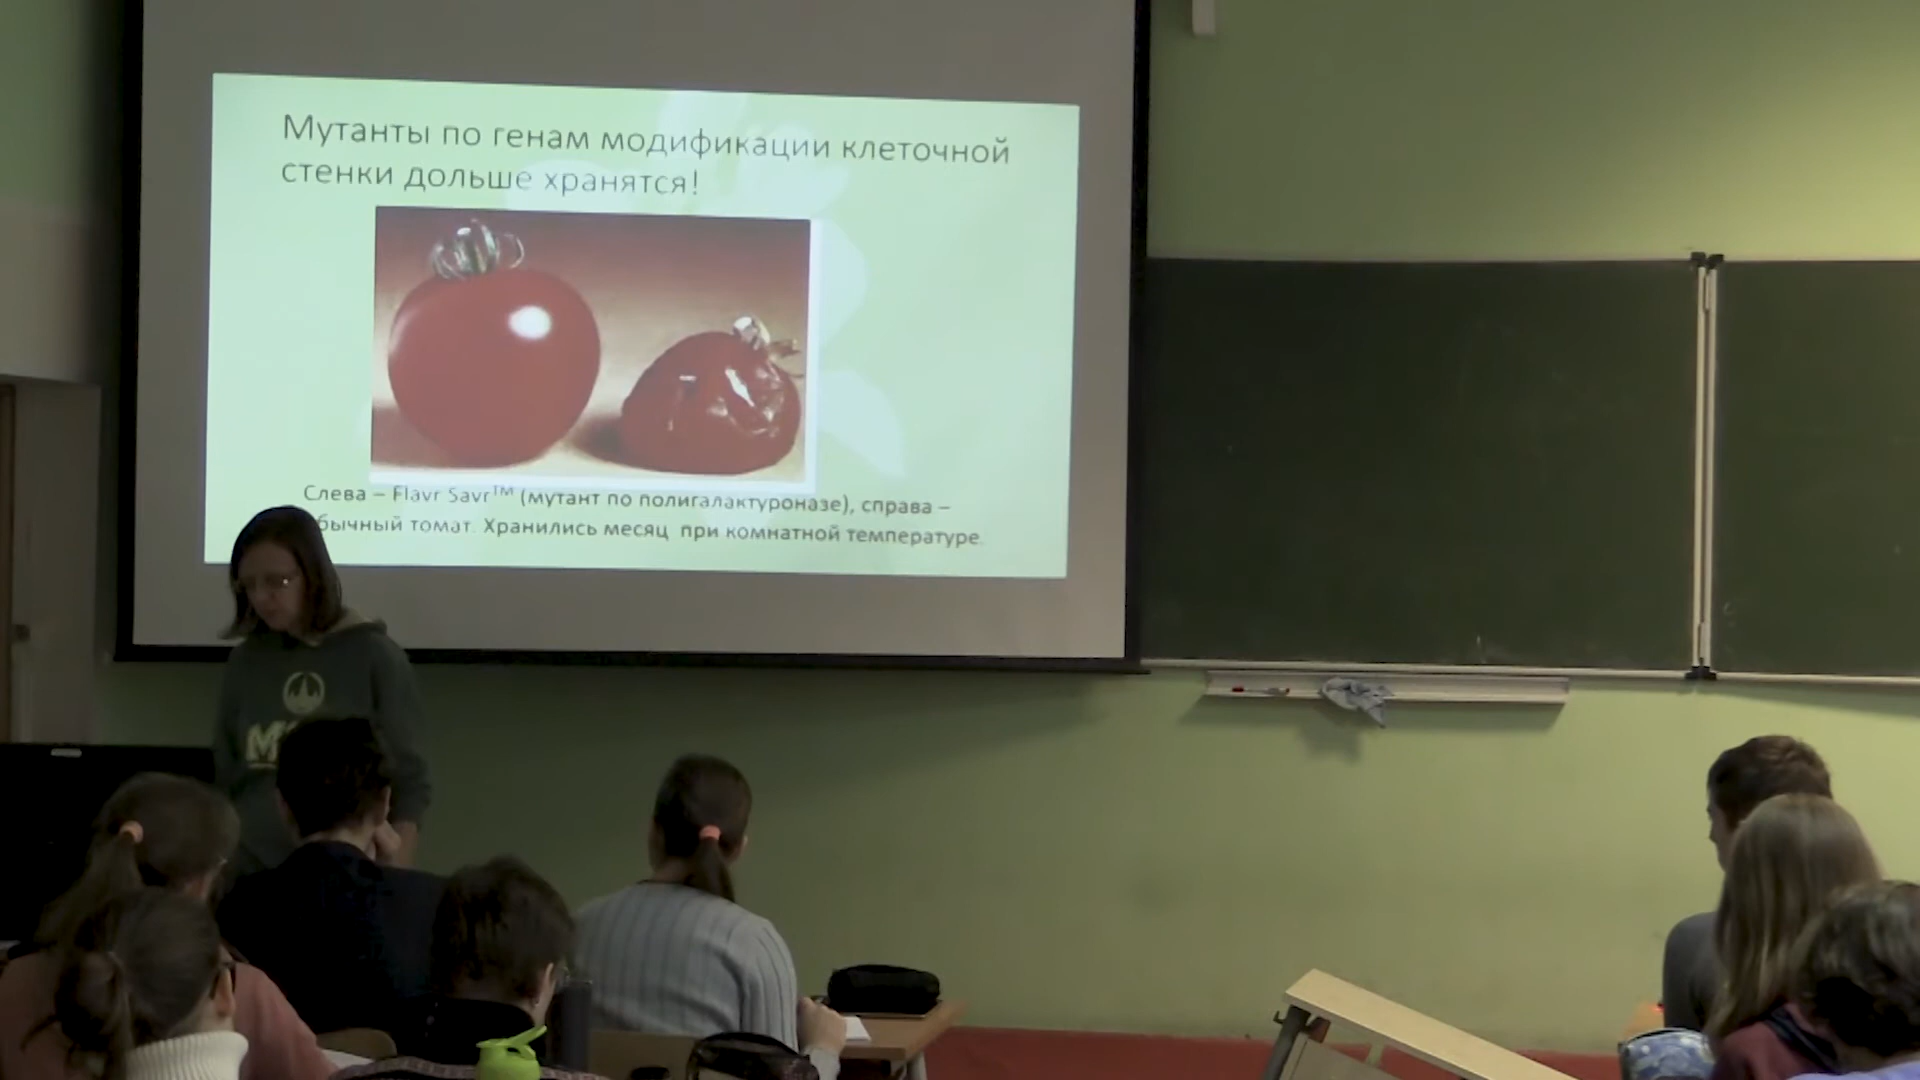 Мутанты по генам модификации клеточной
стенки дольше хранятся!
Слева – Flavr Savr™ (мутант по полигалактуроназе), справа –
бычный томат. Хранились месяц при комнатной температуре.